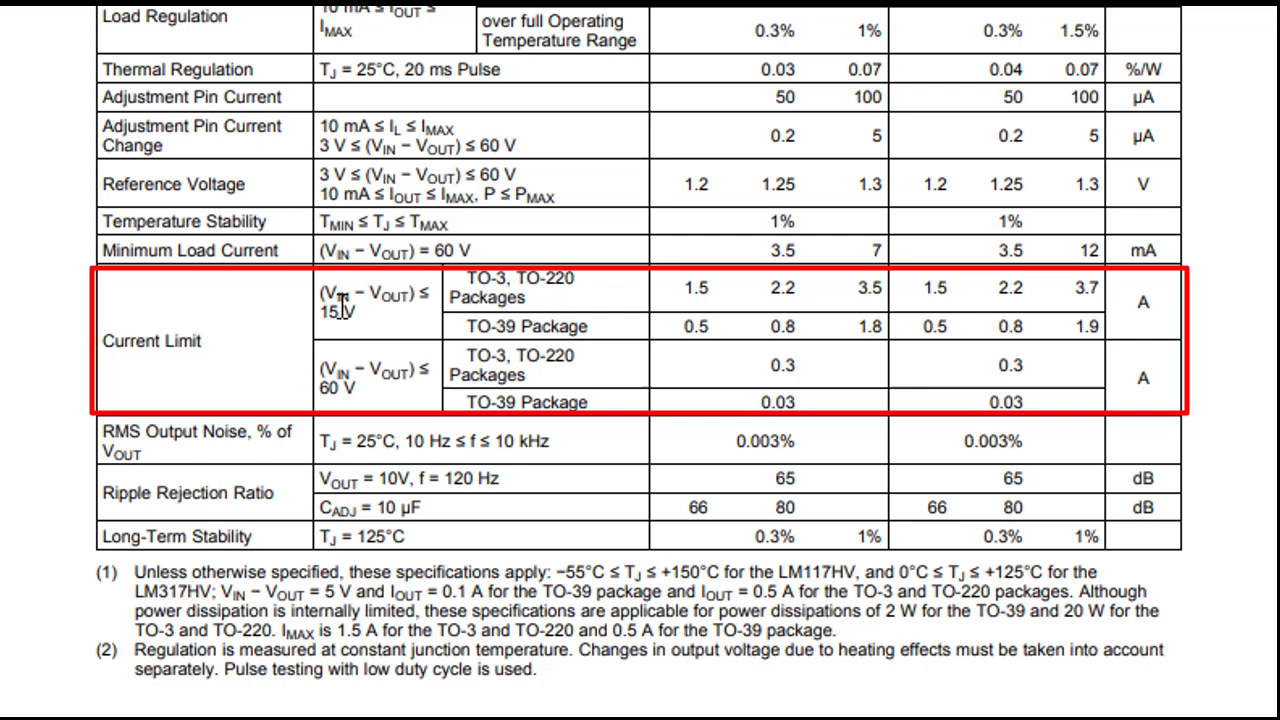 Load Regulation 10 mA ≤ IOUT ≤ IMAX over full Operating Temperature Range 0.3% 1% 0.3% 1.5%
Thermal Regulation TJ = 25°C, 20 ms Pulse 0.03 0.07 0.04 0.07 %/W
Adjustment Pin Current 50 100 50 100 μA
Adjustment Pin Current Change 10 mA ≤ IL ≤ IMAX 3 V ≤ (VIN − VOUT) ≤ 60 V 0.2 5 0.2 5 μA
Reference Voltage 3 V ≤ (VIN − VOUT) ≤ 60 V 10 mA ≤ IOUT ≤ IMAX, P ≤ PMAX 1.2 1.25 1.3 1.2 1.25 1.3 V
Temperature Stability TMIN ≤ TJ ≤ TMAX 1% 1%
Minimum Load Current (VIN − VOUT) = 60 V 3.5 7 3.5 12 mA
Current Limit (VIN − VOUT) ≤ 15 V TO-3, TO-220 Packages 1.5 2.2 3.5 1.5 2.2 3.7 A
TO-39 Package 0.5 0.8 1.8 0.5 0.8 1.9
(VIN − VOUT) ≤ 60 V TO-3, TO-220 Packages 0.3 0.3 A
TO-39 Package 0.03 0.03
RMS Output Noise, % of VOUT TJ = 25°C, 10 Hz ≤ f ≤ 10 kHz 0.003% 0.003%
Ripple Rejection Ratio VOUT = 10V, f = 120 Hz 65 65 dB
CADJ = 10 μF 66 80 66 80 dB
Long-Term Stability TJ = 125°C 0.3% 1% 0.3% 1%
(1) Unless otherwise specified, these specifications apply: −55°C ≤ TJ ≤ +150°C for the LM117HV, and 0°C ≤ TJ ≤ +125°C for the
LM317HV; VIN − VOUT = 5 V and IOUT = 0.1 A for the TO-39 package and IOUT = 0.5 A for the TO-3 and TO-220 packages. Although
power dissipation is internally limited, these specifications are applicable for power dissipations of 2 W for the TO-39 and 20 W for the
TO-3 and TO-220. IMAX is 1.5 A for the TO-3 and TO-220 and 0.5 A for the TO-39 package.
(2) Regulation is measured at constant junction temperature. Changes in output voltage due to heating effects must be taken into account
separately. Pulse testing with low duty cycle is used.